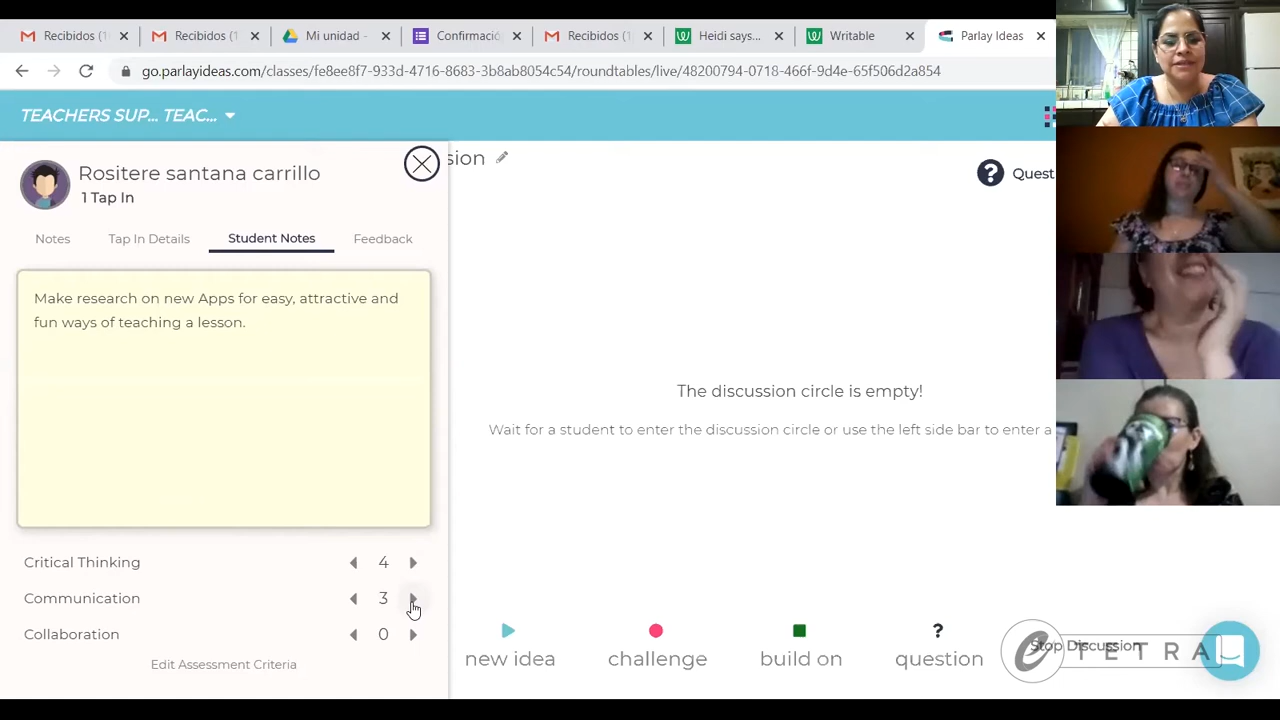 Recibidos (1
Recibidos (1
Mi unidad -
Confirmació
Recibidos (1
Heidi says...
Writable
Parlay Ideas
go.parlayideas.com/classes/fe8ee8f7-933d-4716-8683-3b8ab8054c54/roundtables/live/48200794-0718-466f-9d4e-65f506d2a854
TEACHERS SUP... TEAC...
Rositere santana carrillo
sion
? Quest
1 Tap In
Notes
Tap In Details
Student Notes
Feedback
Make research on new Apps for easy, attractive and
fun ways of teaching a lesson.
The discussion circle is empty!
Wait for a student to enter the discussion circle or use the left side bar to enter a
Critical Thinking 4
Communication 3
Collaboration 0
Edit Assessment Criteria
new idea
challenge
build on
?
question
Stop Discussion
e TETRA